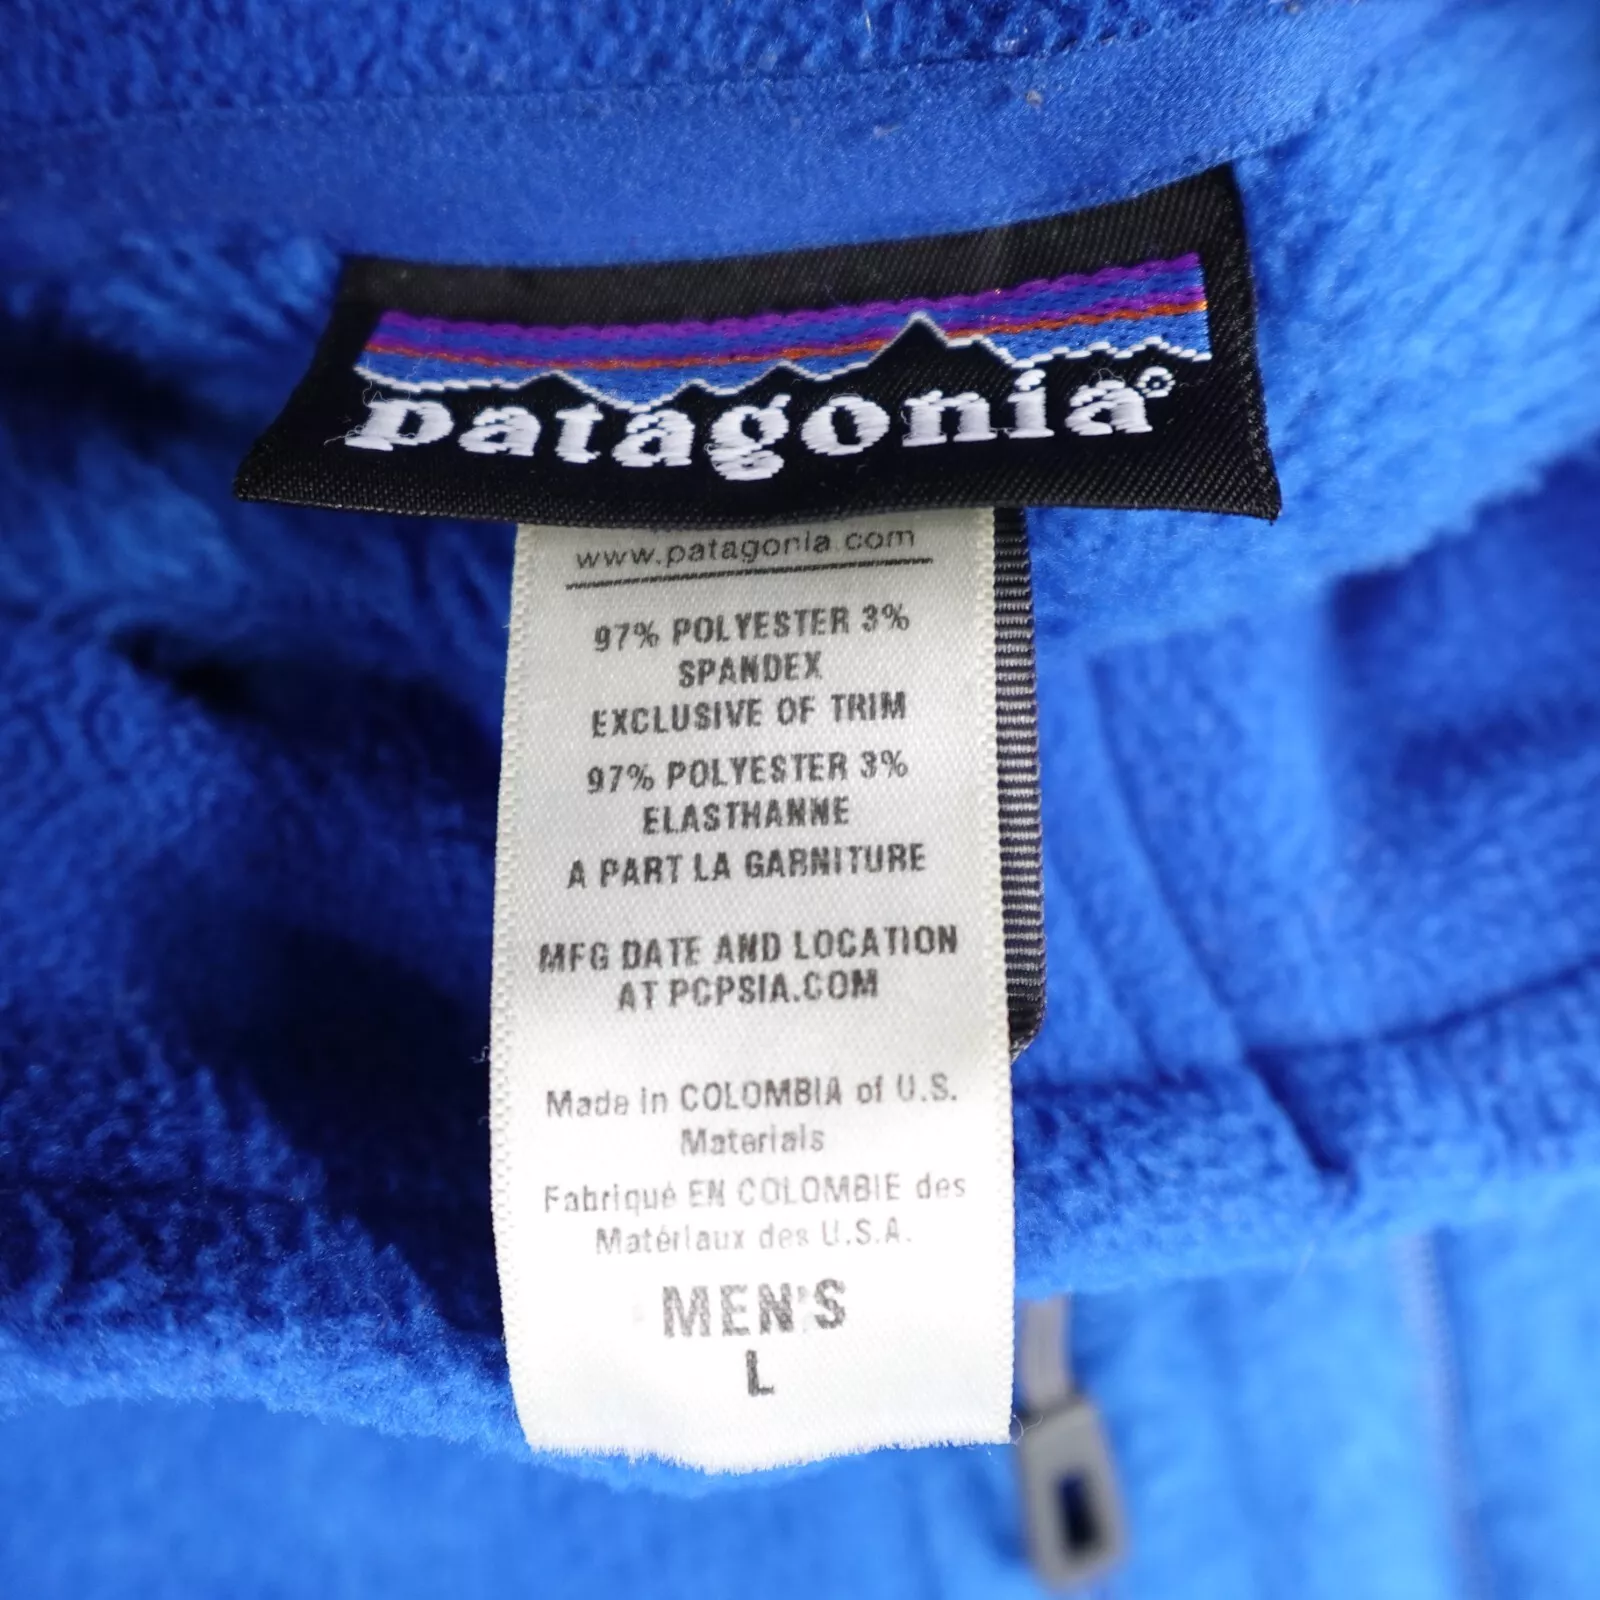 patagonia®
www.patagonia.com
97% POLYESTER 3%
SPANDEX
EXCLUSIVE OF TRIM
97% POLYESTER 3%
ELASTHANNE
A PART LA GARNITURE
MFG DATE AND LOCATION
AT PCPSIA.COM
Made in COLOMBIA of U.S.
Materials
Fabriqué EN COLOMBIE des
Matériaux des U.S.A.
MEN'S
L